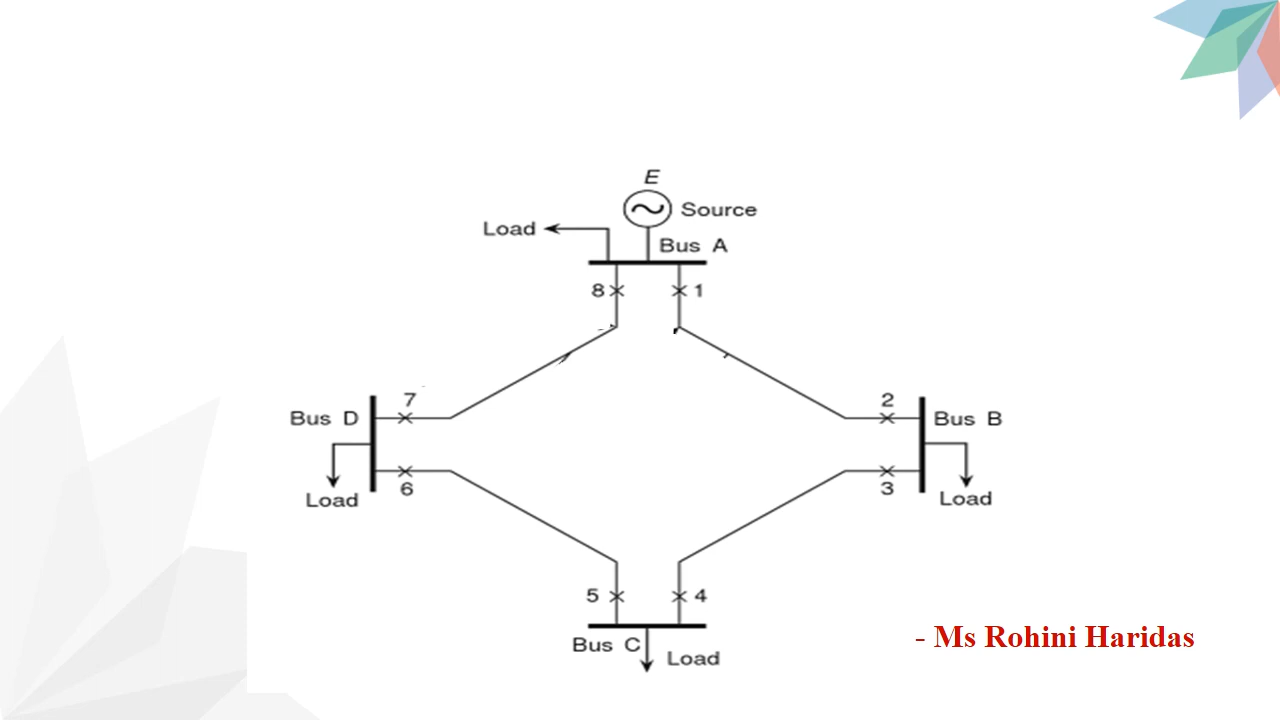 E
Source
Load
Bus A
8
1
7
2
Bus D
Bus B
6
3
Load
Load
5
4
Bus C
Load
- Ms Rohini Haridas